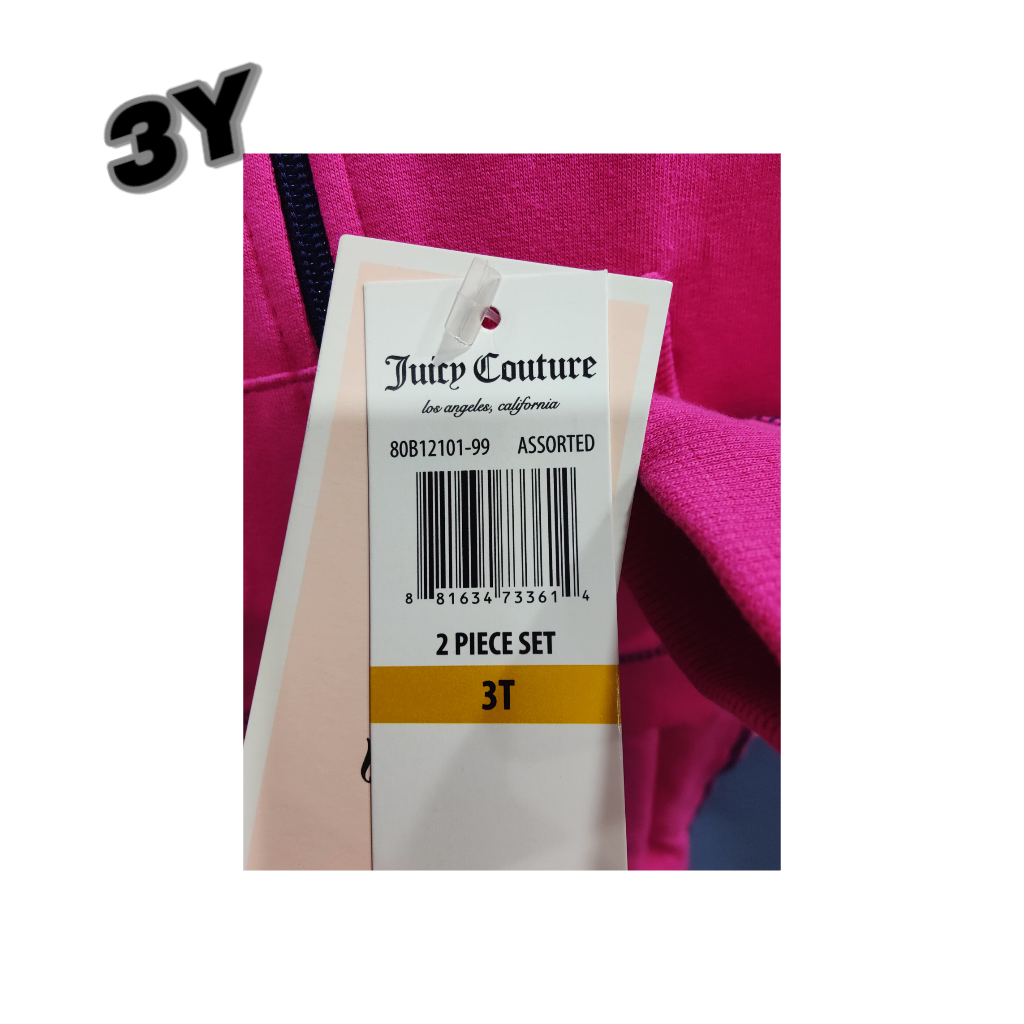 3Y
Juicy Couture
los angeles, california
80B12101-99 ASSORTED
8 81634 73361 4
2 PIECE SET
3T